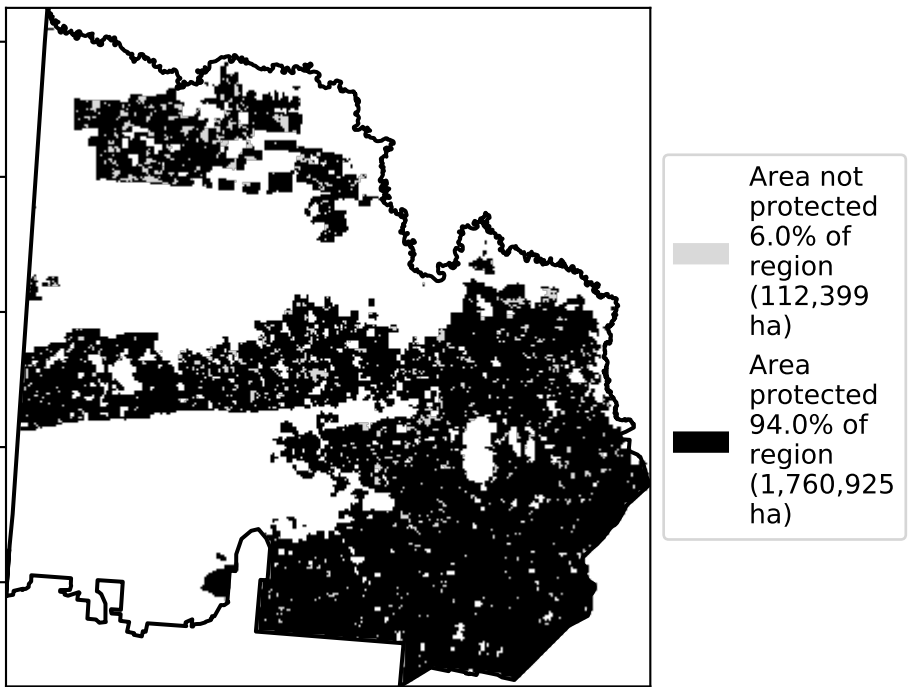 Area not
protected
6.0% of
region
(112,399
ha)
Area
protected
94.0% of
region
(1,760,925
ha)